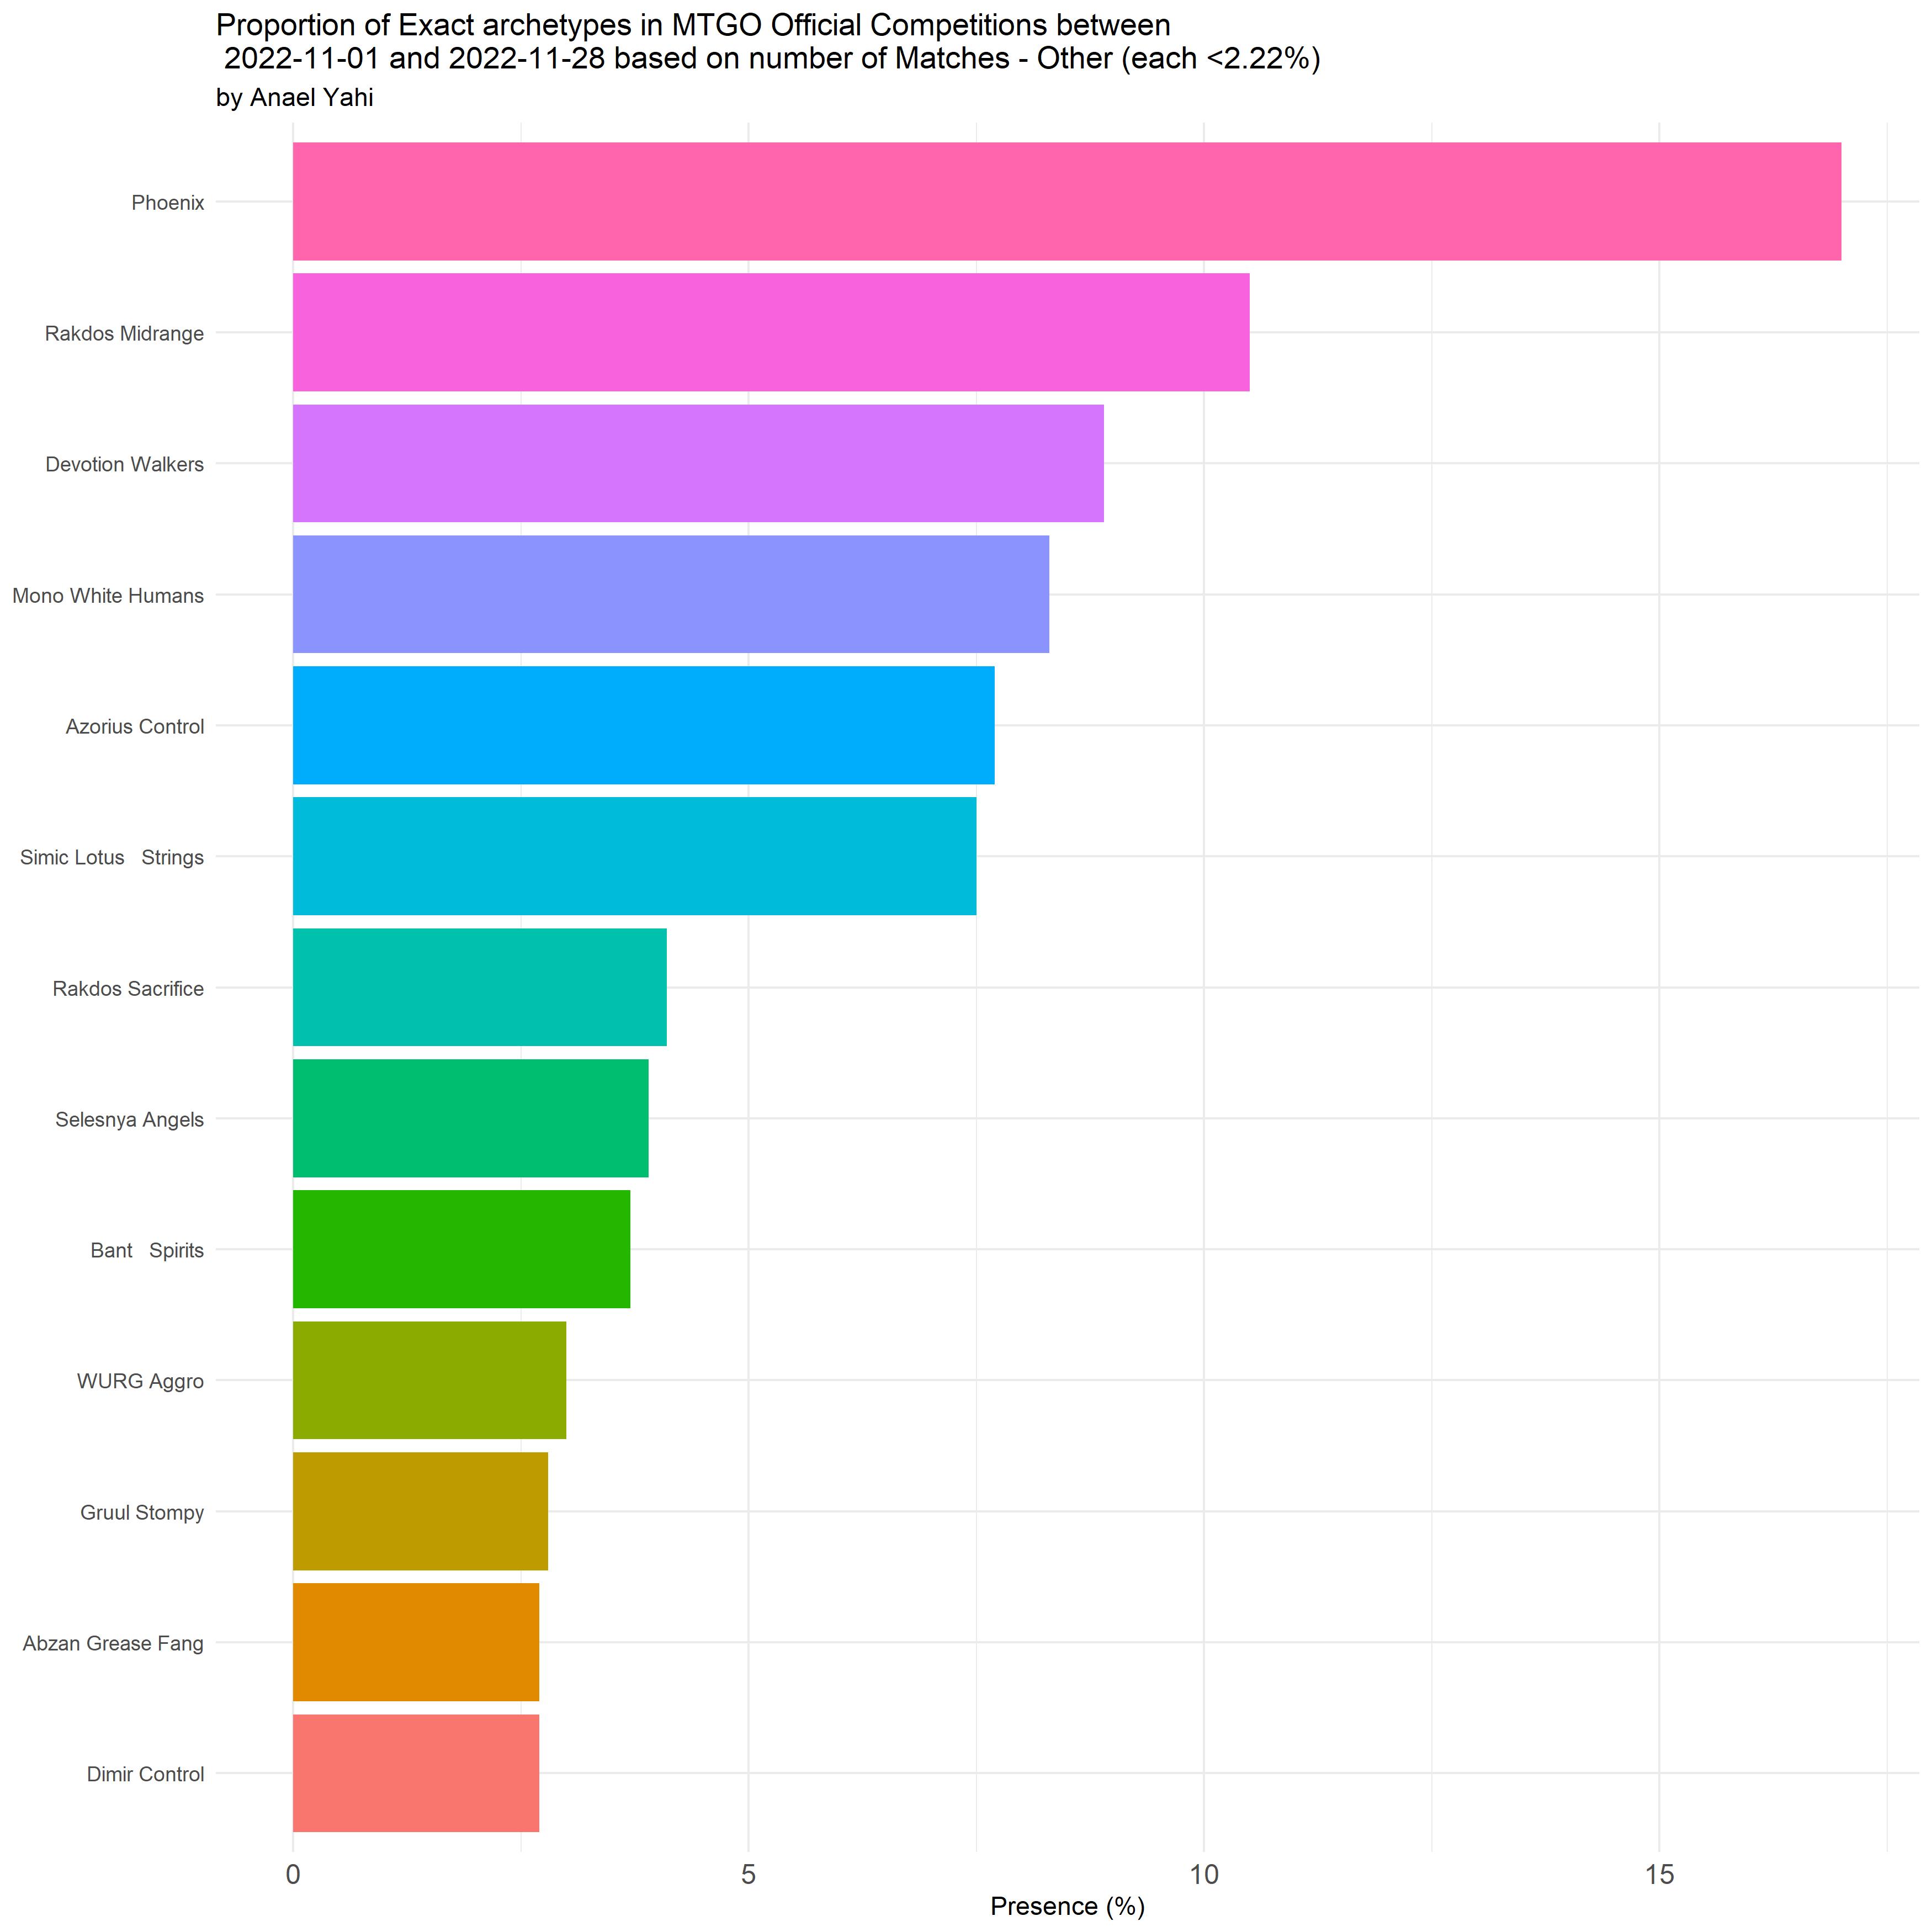 Proportion of Exact archetypes in MTGO Official Competitions between
2022-11-01 and 2022-11-28 based on number of Matches - Other (each <2.22%)
by Anael Yahi
Phoenix
Rakdos Midrange
Devotion Walkers
Mono White Humans
Azorius Control
Simic Lotus   Strings
Rakdos Sacrifice
Selesnya Angels
Bant   Spirits
WURG Aggro
Gruul Stompy
Abzan Grease Fang
Dimir Control
0 5 10 15
Presence (%)